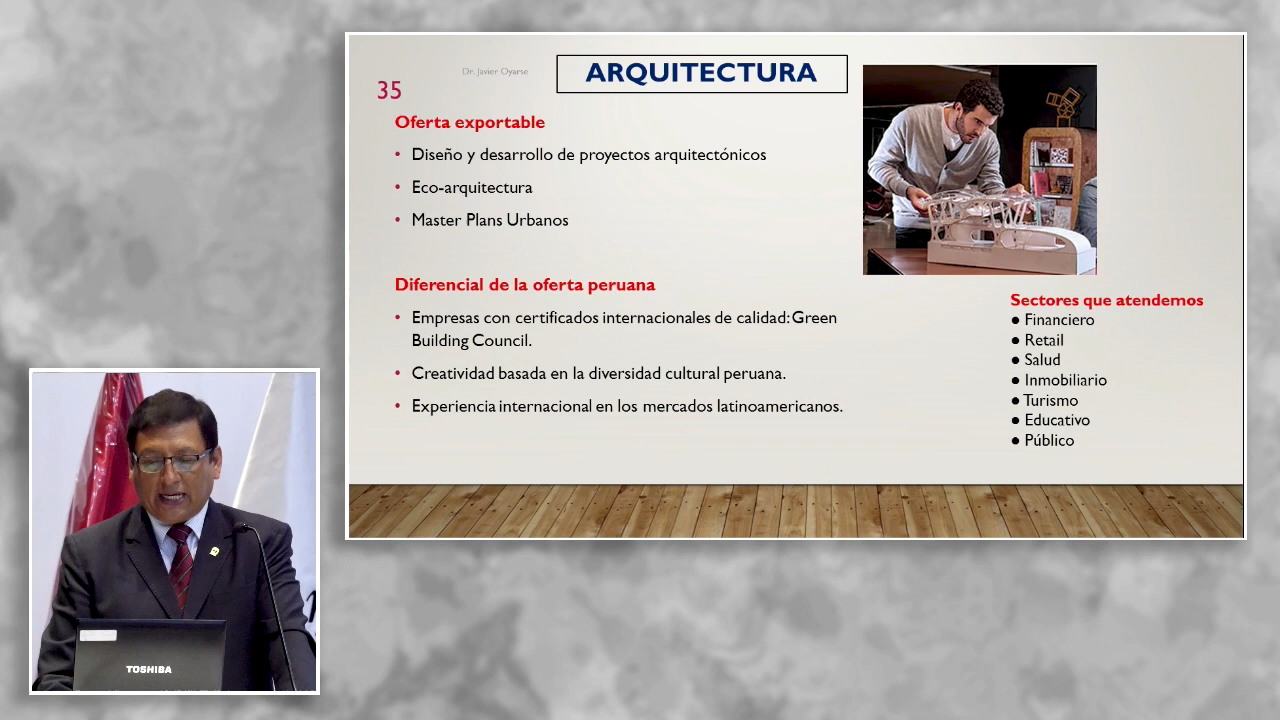 Dr. Javier Oyarse
ARQUITECTURA
35
Oferta exportable
• Diseño y desarrollo de proyectos arquitectónicos
• Eco-arquitectura
• Master Plans Urbanos
Diferencial de la oferta peruana
• Empresas con certificados internacionales de calidad: Green
Building Council.
• Creatividad basada en la diversidad cultural peruana.
• Experiencia internacional en los mercados latinoamericanos.
Sectores que atendemos
● Financiero
● Retail
● Salud
● Inmobiliario
● Turismo
● Educativo
● Público
TOSHIBA